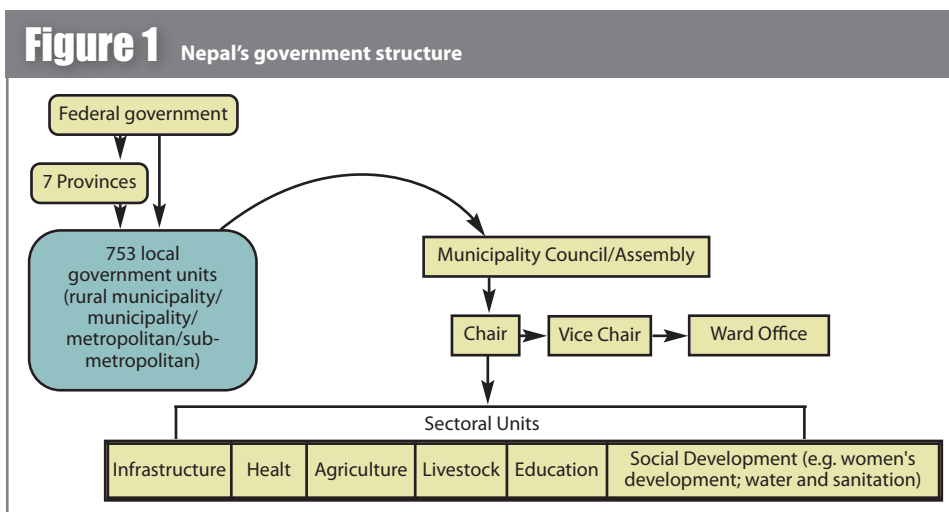 Figure 1 Nepal's government structure
Federal government
7 Provinces
753 local
government units
(rural municipality/
municipality/
metropolitan/sub-
metropolitan)
Municipality Council/Assembly
Chair
Vice Chair
Ward Office
Sectoral Units
Infrastructure
Healt
Agriculture
Livestock
Education
Social Development (e.g. women's
development; water and sanitation)